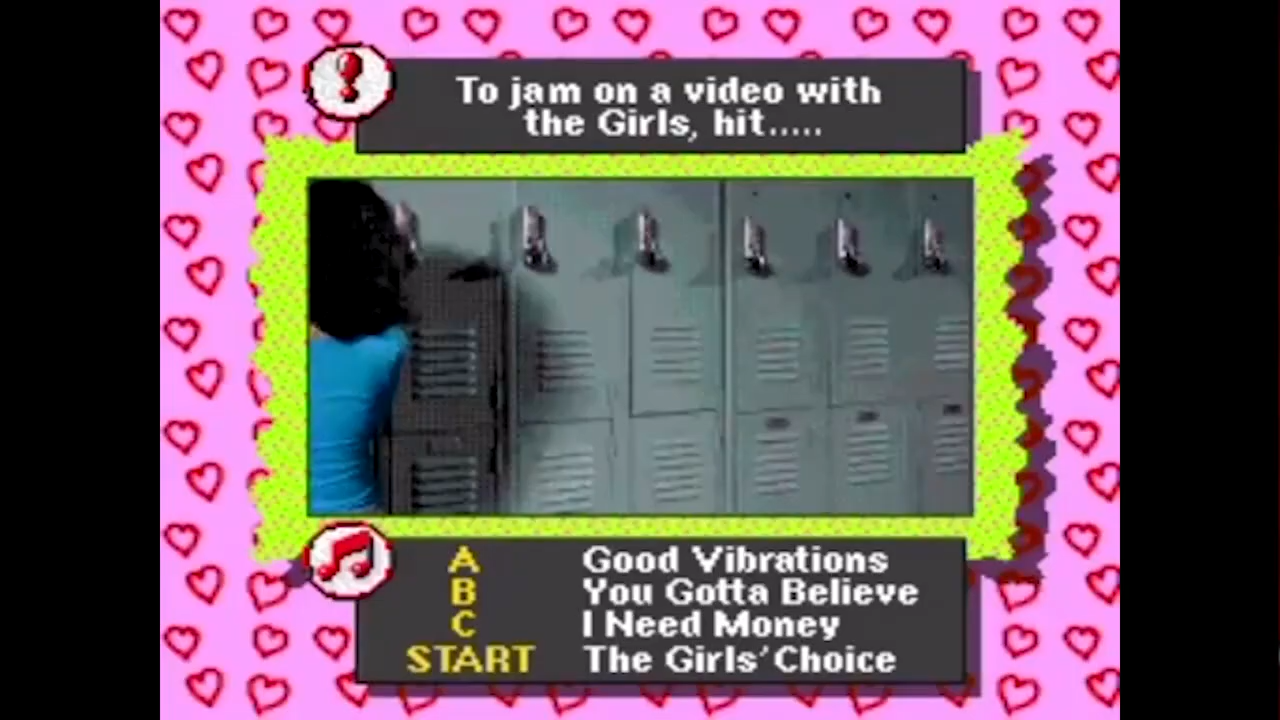 To jam on a video with
the Girls, hit.....
A Good Vibrations
B You Gotta Believe
C I Need Money
START The Girls' Choice